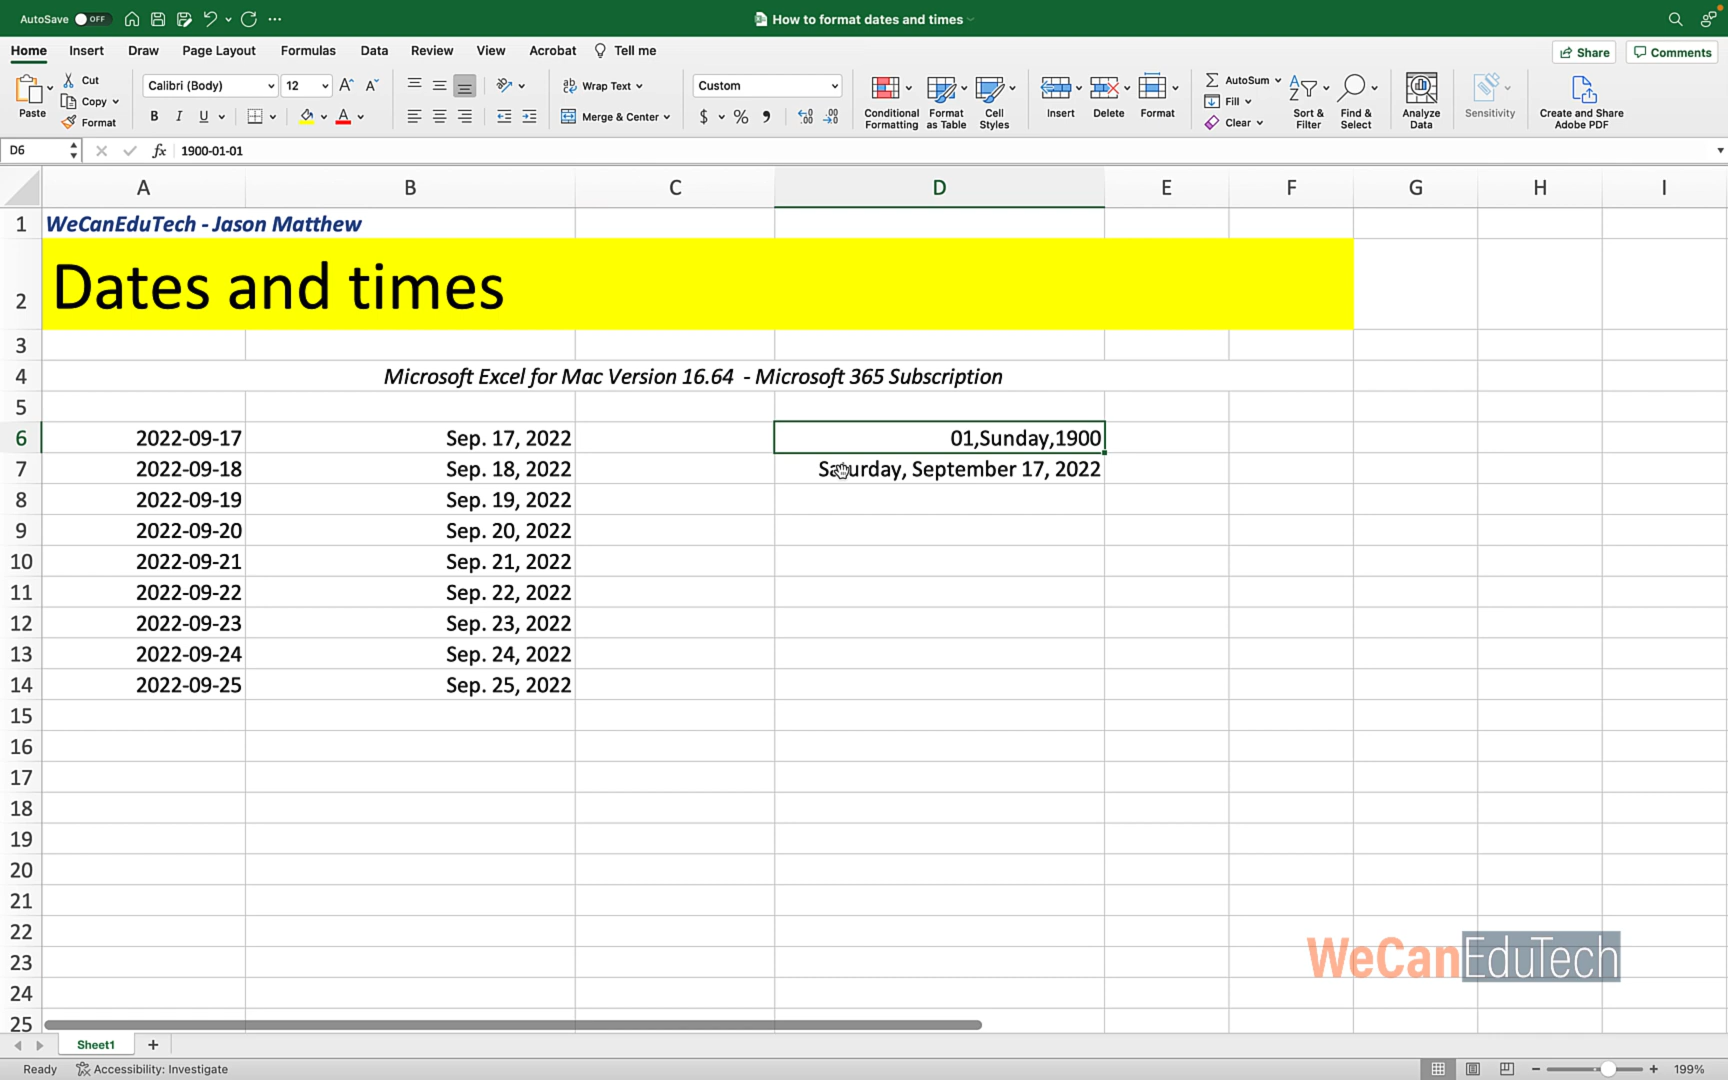 AutoSave OFF
How to format dates and times
Home Insert Draw Page Layout Formulas Data Review View Acrobat Tell me
Share Comments
Paste
Cut
Copy
Format
Calibri (Body) 12 A A
B I U A
Wrap Text
Merge & Center
Custom
$ % ,
Conditional Formatting
Format as Table
Cell Styles
Insert
Delete
Format
AutoSum
Fill
Clear
Sort & Filter
Find & Select
Analyze Data
Sensitivity
Create and Share Adobe PDF
D6 fx 1900-01-01
A B C D E F G H I
1 WeCanEduTech - Jason Matthew
2 Dates and times
3
4 Microsoft Excel for Mac Version 16.64 - Microsoft 365 Subscription
5
6 2022-09-17 Sep. 17, 2022 01,Sunday,1900
7 2022-09-18 Sep. 18, 2022 Saturday, September 17, 2022
8 2022-09-19 Sep. 19, 2022
9 2022-09-20 Sep. 20, 2022
10 2022-09-21 Sep. 21, 2022
11 2022-09-22 Sep. 22, 2022
12 2022-09-23 Sep. 23, 2022
13 2022-09-24 Sep. 24, 2022
14 2022-09-25 Sep. 25, 2022
15
16
17
18
19
20
21
22
23
24
25
WeCanEduTech
Sheet1 +
Ready Accessibility: Investigate 199%